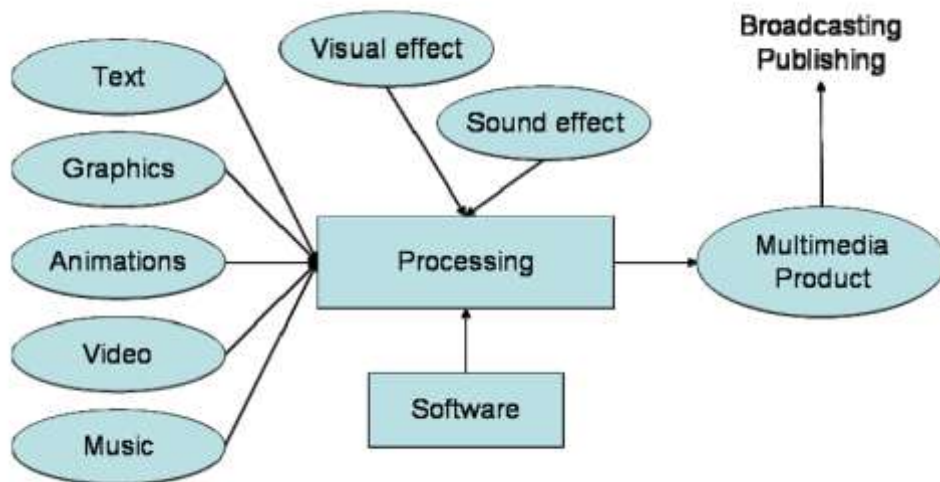 Text
Graphics
Animations
Video
Music
Visual effect
Sound effect
Processing
Software
Multimedia
Product
Broadcasting
Publishing